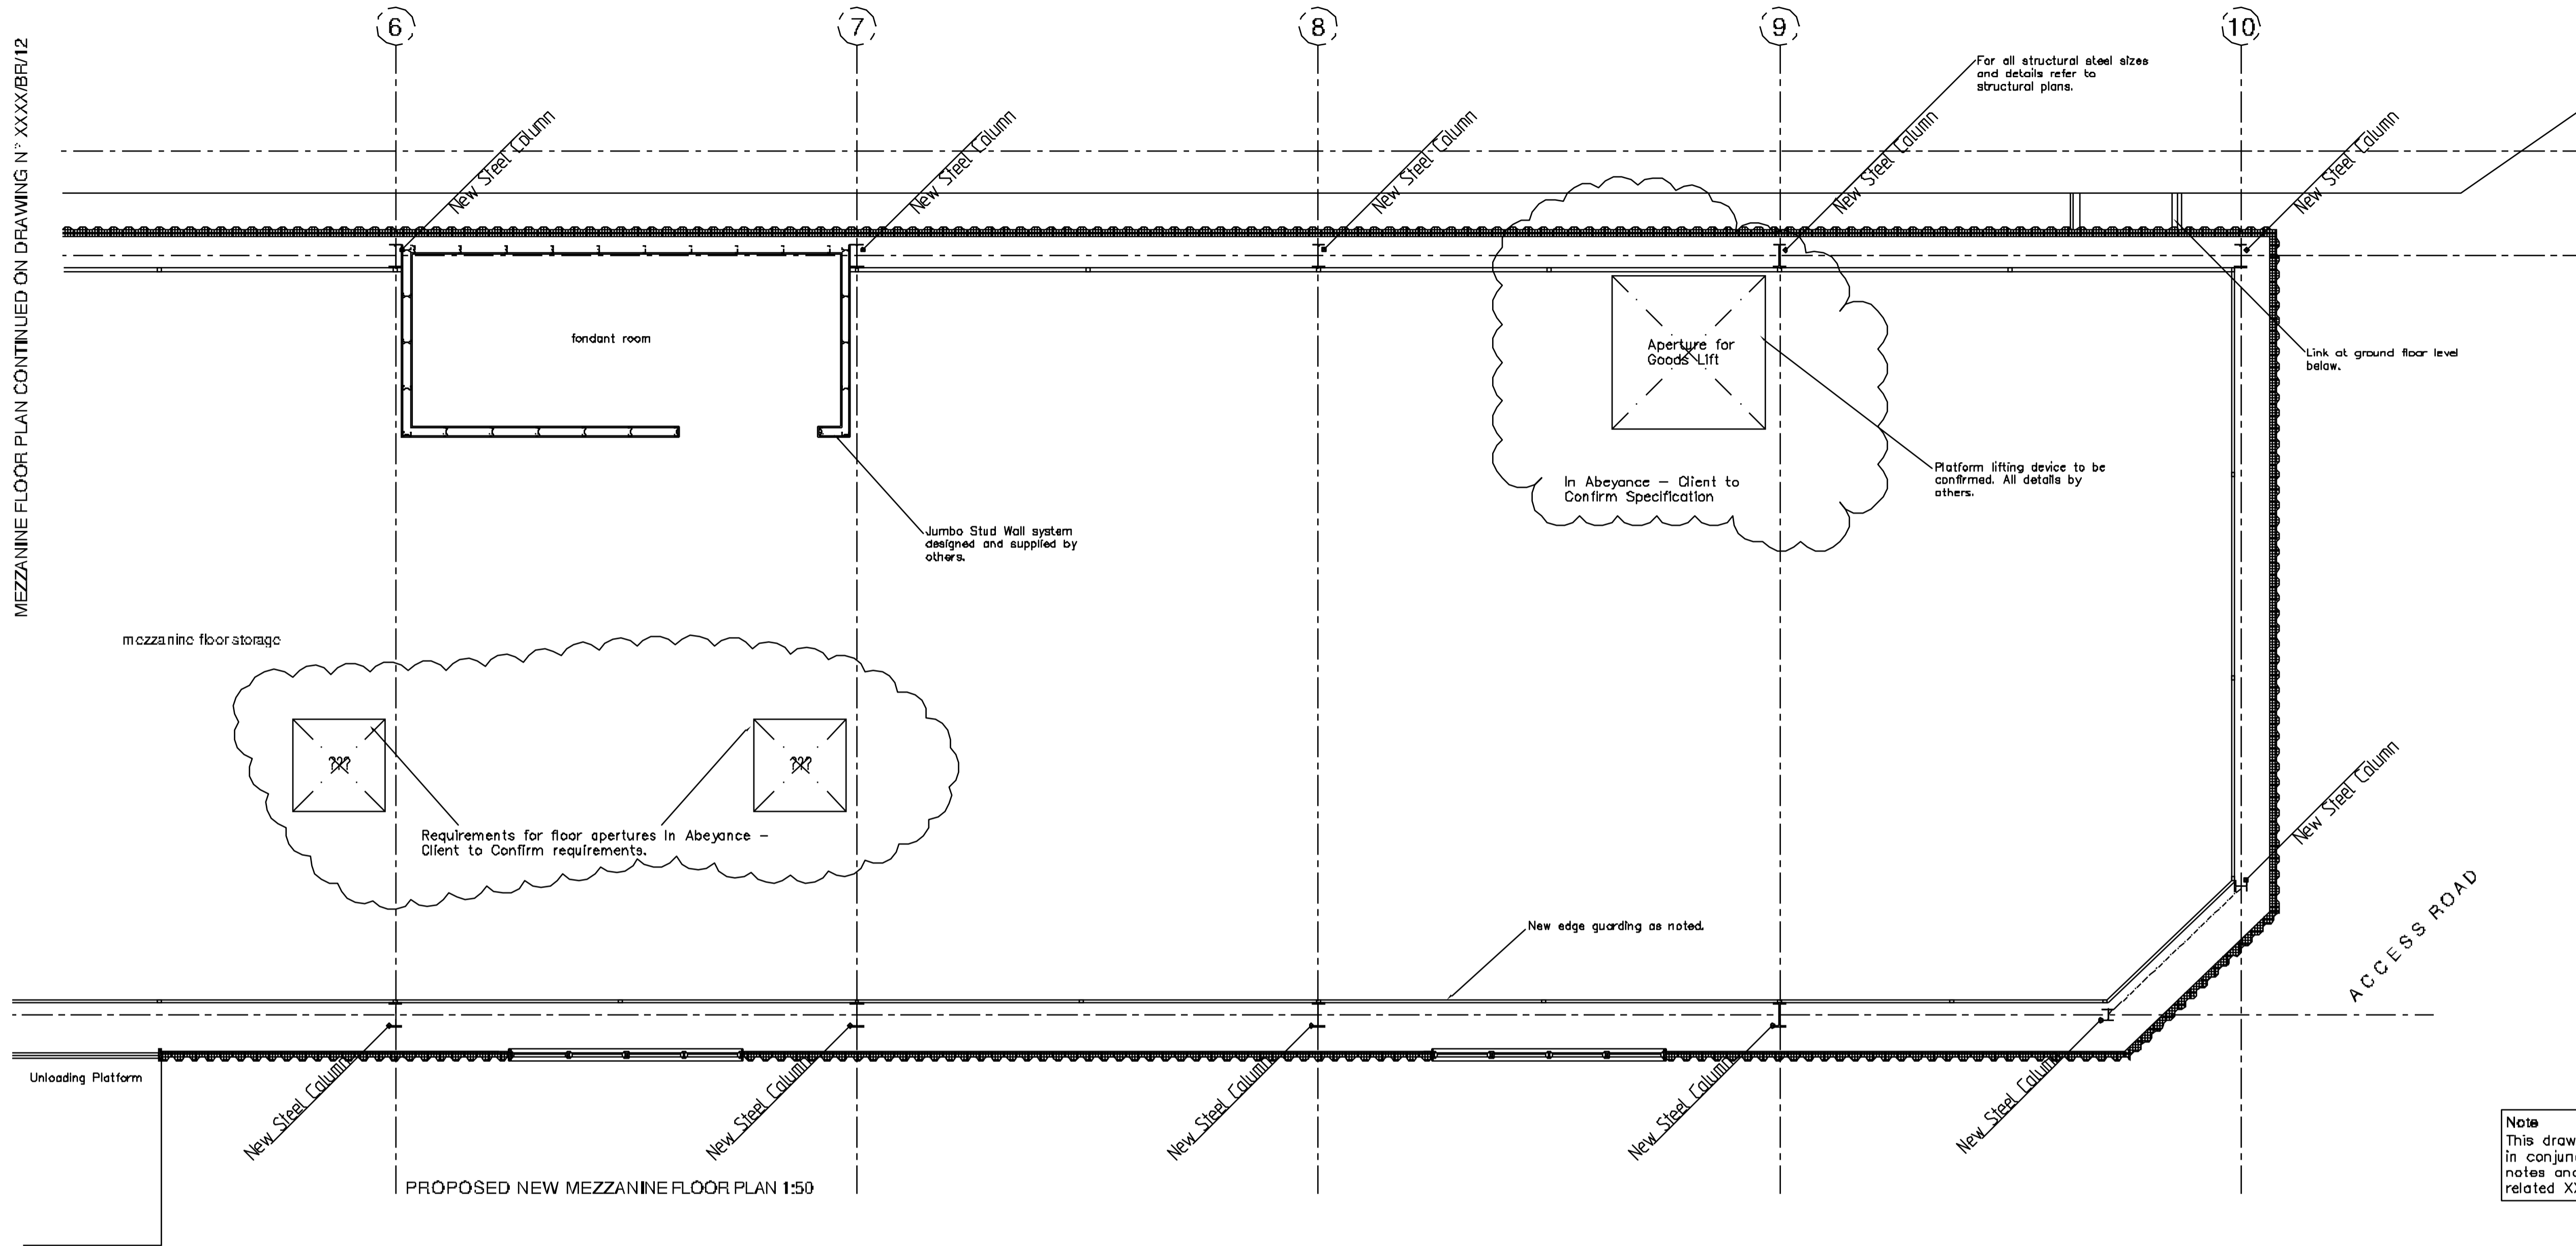 6
7
8
9
10
MEZZANINE FLOOR PLAN CONTINUED ON DRAWING N° XXXX/BR/12
For all structural steel sizes
and details refer to
structural plans.
New Steel Column
New Steel Column
New Steel Column
New Steel Column
New Steel Column
fondant room
Aperture for
Goods Lift
Link at ground floor level
below.
In Abeyance – Client to
Confirm Specification
Platform lifting device to be
confirmed. All details by
others.
Jumbo Stud Wall system
designed and supplied by
others.
mezzanine floor storage
???
???
Requirements for floor apertures In Abeyance –
Client to Confirm requirements.
New Steel Column
New edge guarding as noted.
ACCESS ROAD
Unloading Platform
New Steel Column
New Steel Column
New Steel Column
New Steel Column
New Steel Column
PROPOSED NEW MEZZANINE FLOOR PLAN 1:50
Note
This draw
in conjun
notes and
related XX